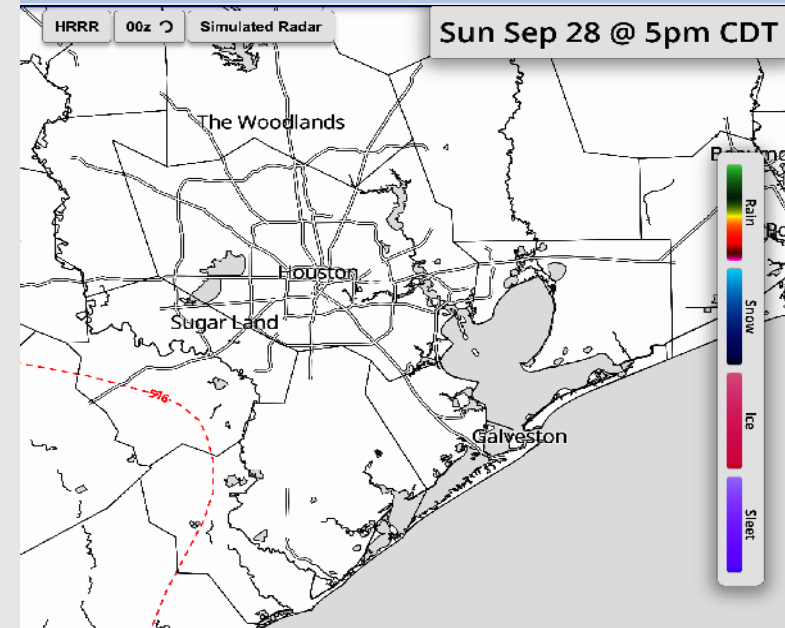 HRRR
00z
Simulated Radar
Sun Sep 28 @ 5pm CDT
The Woodlands
Rain
Houston
Snow
Sugar Land
576
Ice
Galveston
Sleet